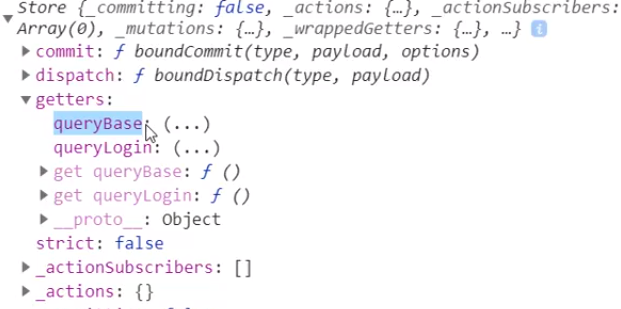 Store {_committing: false, _actions: {…}, _actionSubscribers:
Array(0), _mutations: {…}, _wrappedGetters: {…}, …} i
commit: ƒ boundCommit(type, payload, options)
dispatch: ƒ boundDispatch(type, payload)
getters:
queryBase: (...)
queryLogin: (...)
get queryBase: ƒ ()
get queryLogin: ƒ ()
__proto__: Object
strict: false
_actionSubscribers: []
_actions: {}